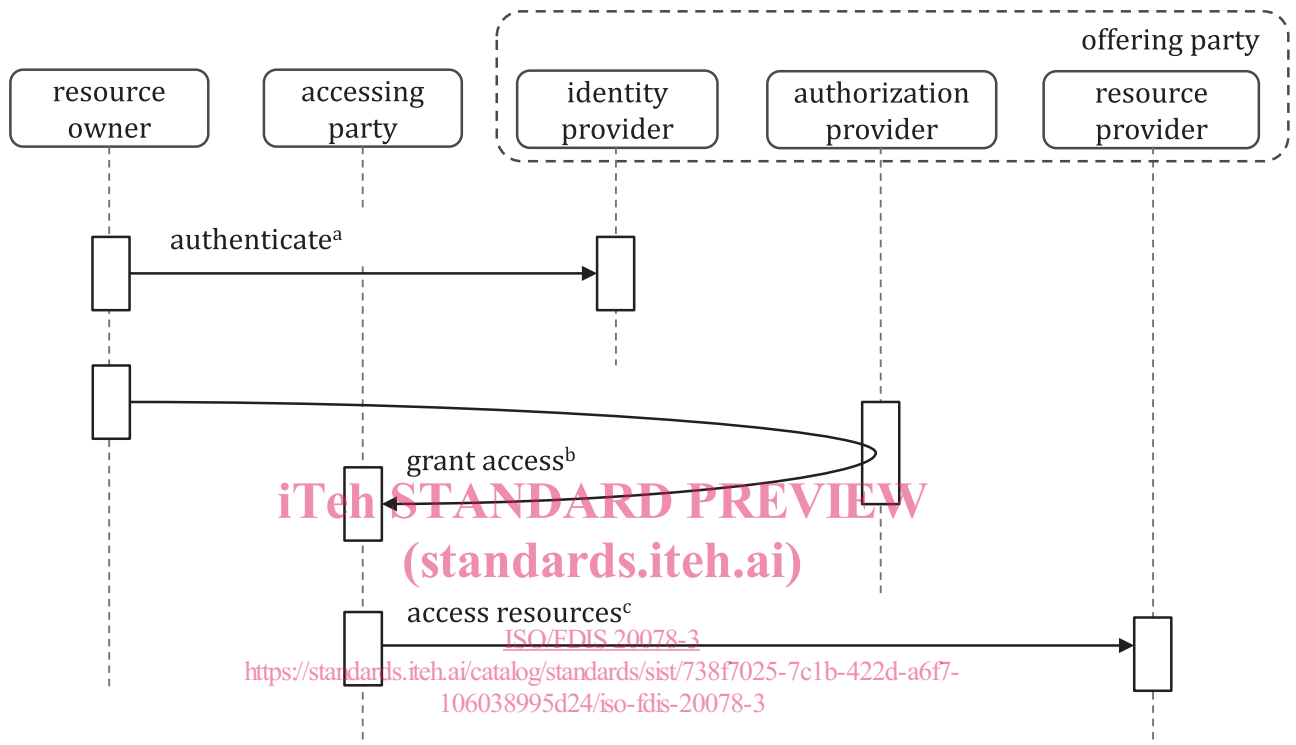 offering party
resource
owner
accessing
party
identity
provider
authorization
provider
resource
provider
authenticateᵃ
grant accessᵇ
iTeh STANDARD PREVIEW
(standards.iteh.ai)
access resourcesᶜ
ISO/FDIS 20078-3
https://standards.iteh.ai/catalog/standards/sist/738f7025-7c1b-422d-a6f7-
106038995d24/iso-fdis-20078-3